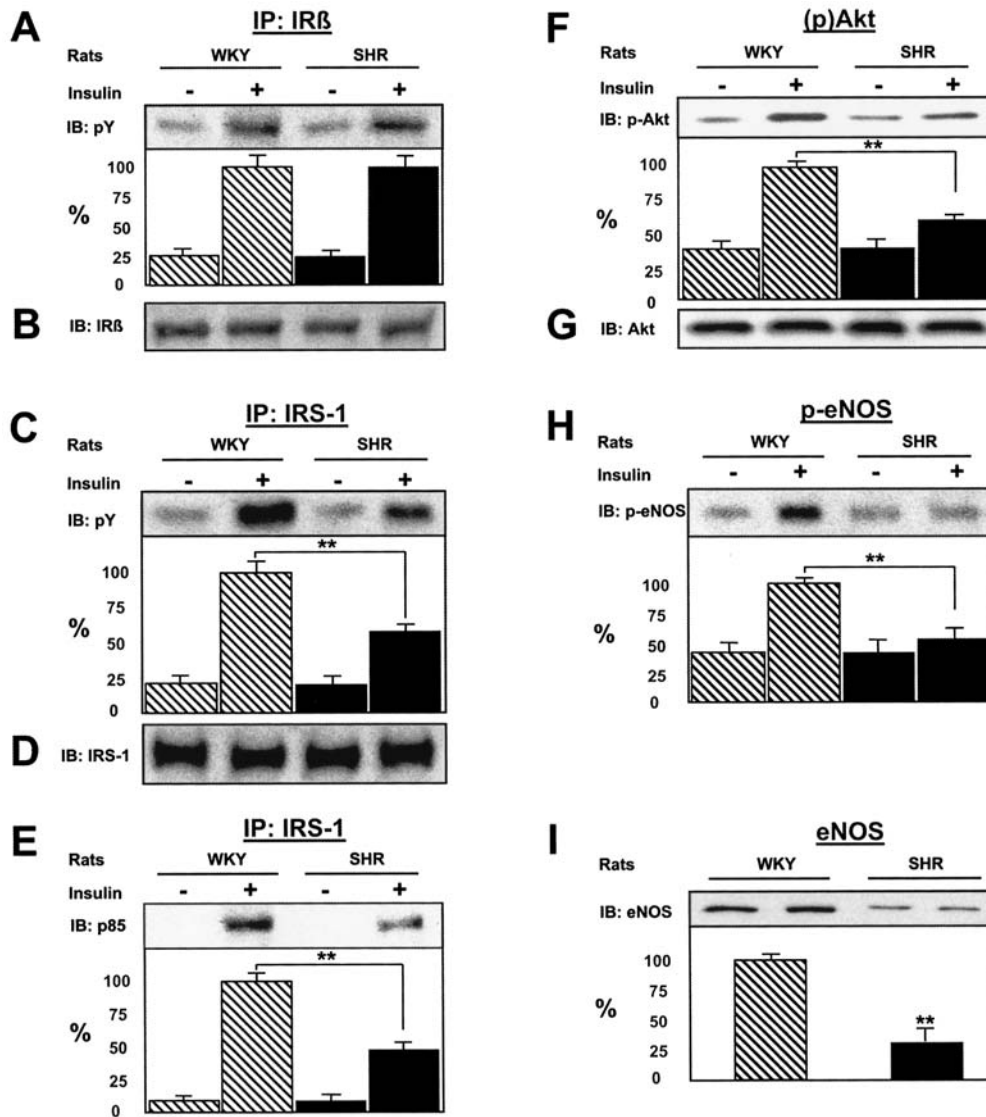 A
IP: IRß
Rats WKY SHR
Insulin - + - +
IB: pY
100
75
%
50
25
0
B
IB: IRß
C
IP: IRS-1
Rats WKY SHR
Insulin - + - +
IB: pY
**
100
75
%
50
25
0
D
IB: IRS-1
E
IP: IRS-1
Rats WKY SHR
Insulin - + - +
IB: p85
**
100
75
%
50
25
0
F
(p)Akt
Rats WKY SHR
Insulin - + - +
IB: p-Akt
**
100
75
%
50
25
0
G
IB: Akt
H
p-eNOS
Rats WKY SHR
Insulin - + - +
IB: p-eNOS
**
100
75
%
50
25
0
I
eNOS
Rats WKY SHR
IB: eNOS
100
75
%
50
**
25
0